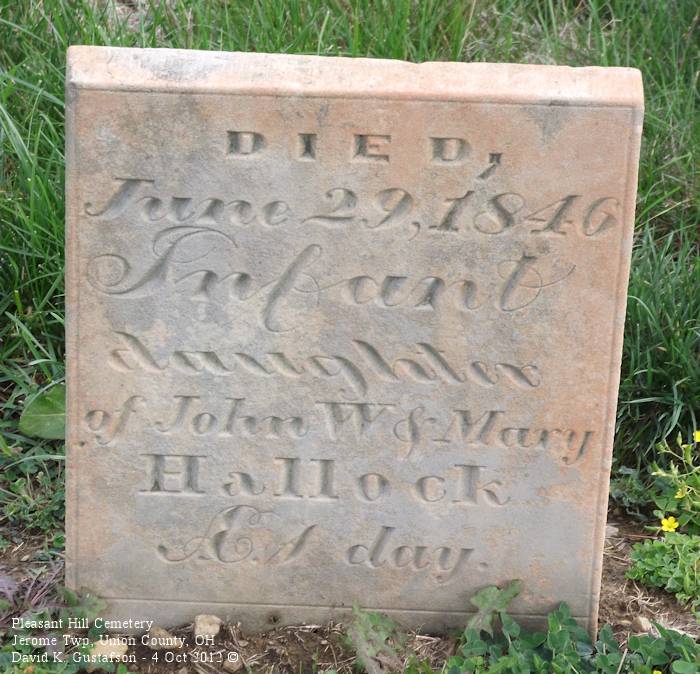 DIED,
June 29, 1846
Infant
daughter
of John W & Mary
Hallock
Æ. 1 day.
Pleasant Hill Cemetery
Jerome Twp, Union County, OH
David K. Gustafson - 4 Oct 2012 ©